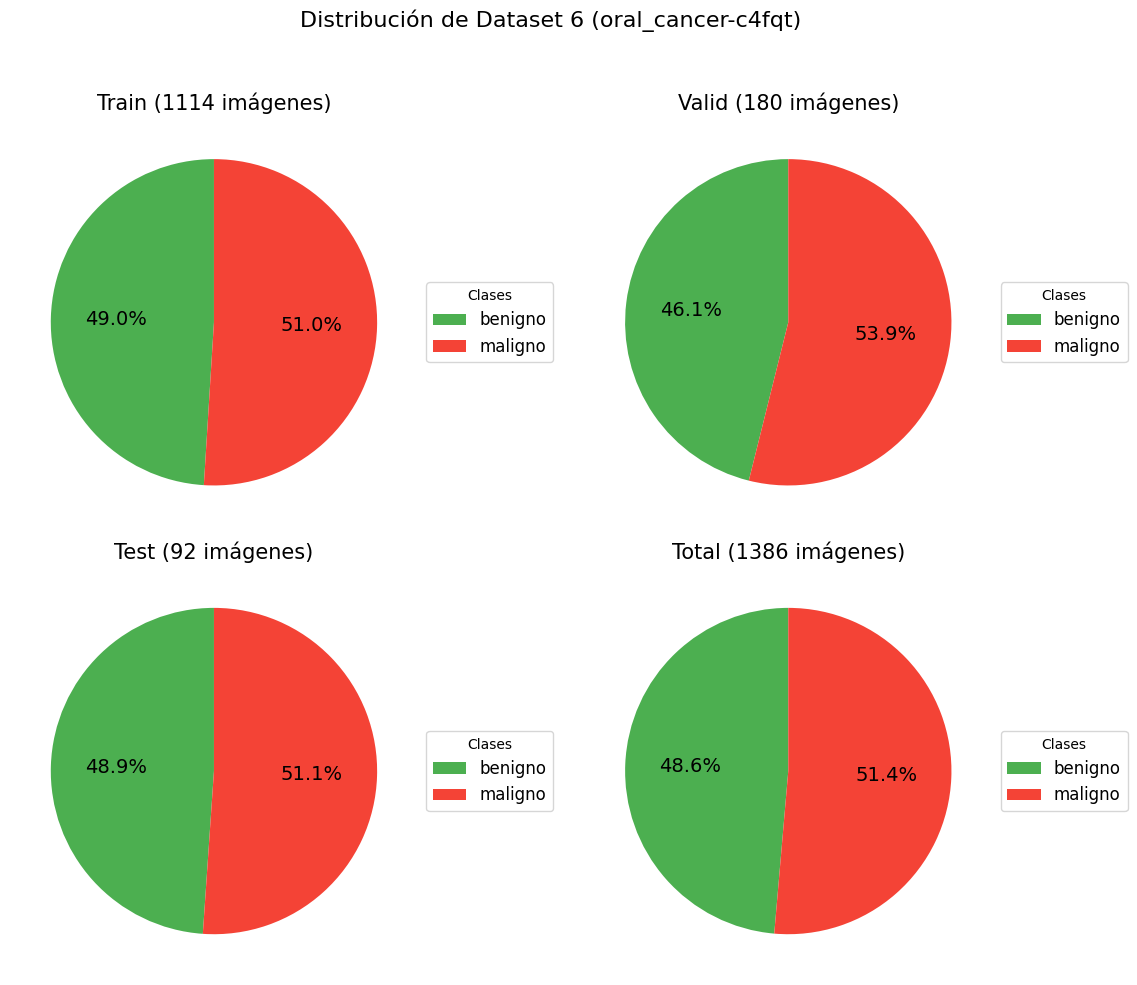 Distribución de Dataset 6 (oral_cancer-c4fqt)
Train (1114 imágenes)
49.0%
51.0%
Clases
benigno
maligno
Valid (180 imágenes)
46.1%
53.9%
Clases
benigno
maligno
Test (92 imágenes)
48.9%
51.1%
Clases
benigno
maligno
Total (1386 imágenes)
48.6%
51.4%
Clases
benigno
maligno